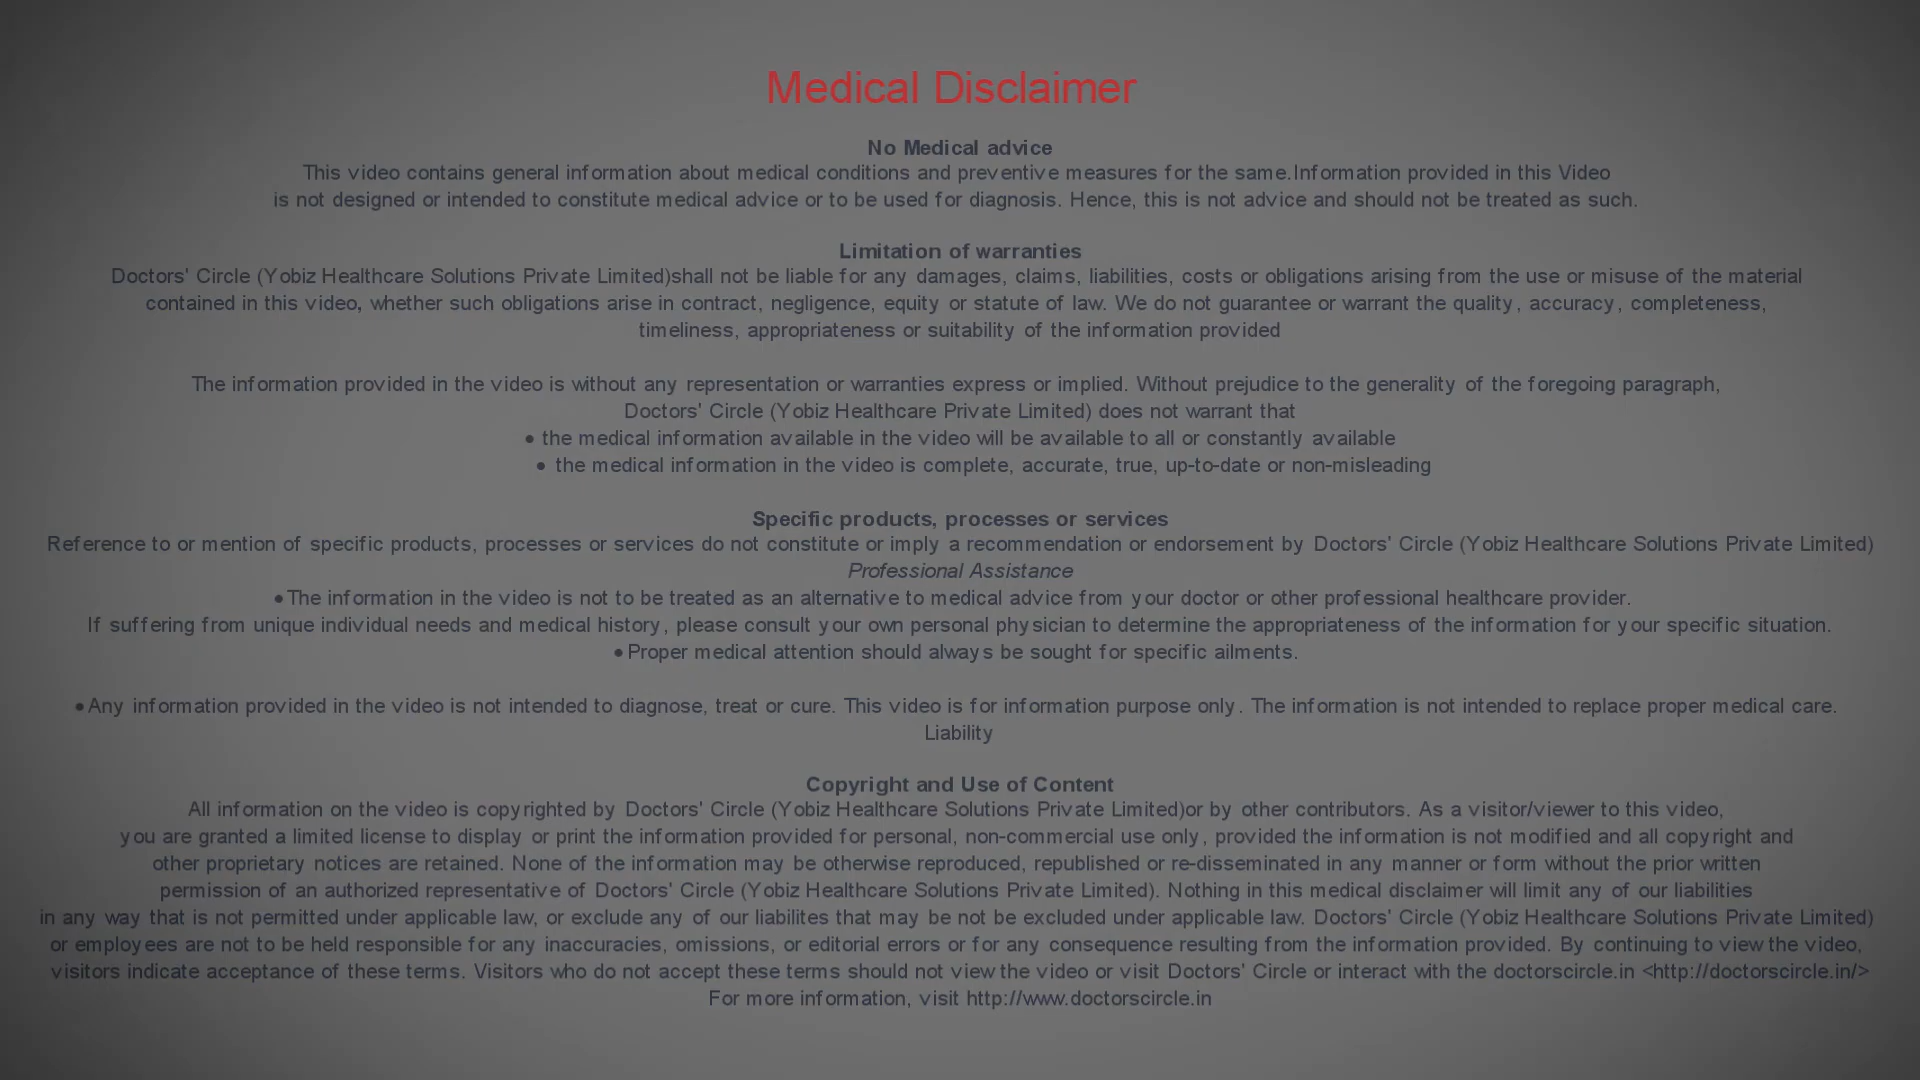 Medical Disclaimer
No Medical advice
This video contains general information about medical conditions and preventive measures for the same.Information provided in this Video
is not designed or intended to constitute medical advice or to be used for diagnosis. Hence, this is not advice and should not be treated as such.
Limitation of warranties
Doctors' Circle (Yobiz Healthcare Solutions Private Limited)shall not be liable for any damages, claims, liabilities, costs or obligations arising from the use or misuse of the material
contained in this video, whether such obligations arise in contract, negligence, equity or statute of law. We do not guarantee or warrant the quality, accuracy, completeness,
timeliness, appropriateness or suitability of the information provided
The information provided in the video is without any representation or warranties express or implied. Without prejudice to the generality of the foregoing paragraph,
Doctors' Circle (Yobiz Healthcare Private Limited) does not warrant that
• the medical information available in the video will be available to all or constantly available
• the medical information in the video is complete, accurate, true, up-to-date or non-misleading
Specific products, processes or services
Reference to or mention of specific products, processes or services do not constitute or imply a recommendation or endorsement by Doctors' Circle (Yobiz Healthcare Solutions Private Limited)
Professional Assistance
•The information in the video is not to be treated as an alternative to medical advice from your doctor or other professional healthcare provider.
If suffering from unique individual needs and medical history, please consult your own personal physician to determine the appropriateness of the information for your specific situation.
•Proper medical attention should always be sought for specific ailments.
•Any information provided in the video is not intended to diagnose, treat or cure. This video is for information purpose only. The information is not intended to replace proper medical care.
Liability
Copyright and Use of Content
All information on the video is copyrighted by Doctors' Circle (Yobiz Healthcare Solutions Private Limited)or by other contributors. As a visitor/viewer to this video,
you are granted a limited license to display or print the information provided for personal, non-commercial use only, provided the information is not modified and all copyright and
other proprietary notices are retained. None of the information may be otherwise reproduced, republished or re-disseminated in any manner or form without the prior written
permission of an authorized representative of Doctors' Circle (Yobiz Healthcare Solutions Private Limited). Nothing in this medical disclaimer will limit any of our liabilities
in any way that is not permitted under applicable law, or exclude any of our liabilites that may be not be excluded under applicable law. Doctors' Circle (Yobiz Healthcare Solutions Private Limited)
or employees are not to be held responsible for any inaccuracies, omissions, or editorial errors or for any consequence resulting from the information provided. By continuing to view the video,
visitors indicate acceptance of these terms. Visitors who do not accept these terms should not view the video or visit Doctors' Circle or interact with the doctorscircle.in <http://doctorscircle.in/>
For more information, visit http://www.doctorscircle.in